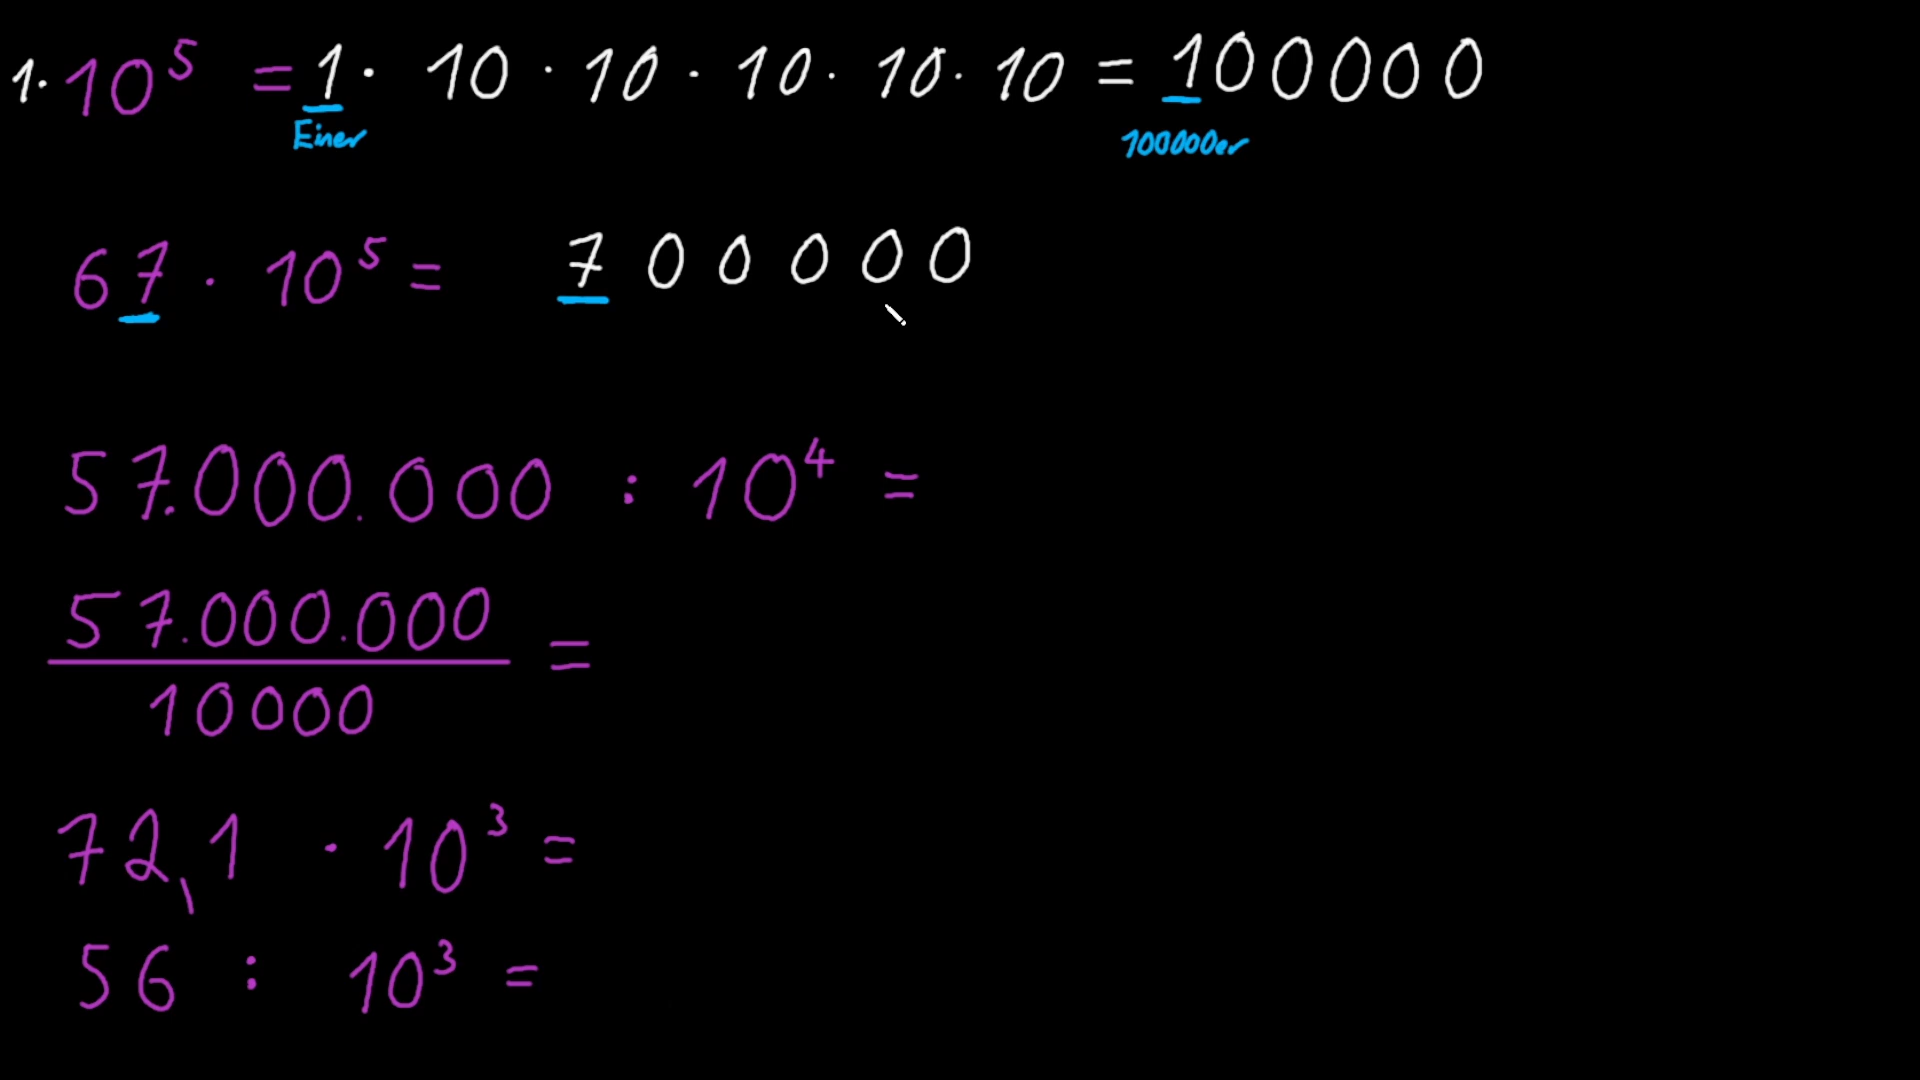 1·10⁵ = 1· 10 · 10 · 10 · 10 · 10 = 100000
Einer 100000er
67 · 10⁵ = 700000
57.000.000 : 10⁴ =
57.000.000
10000 =
72,1 · 10³ =
56 : 10³ =